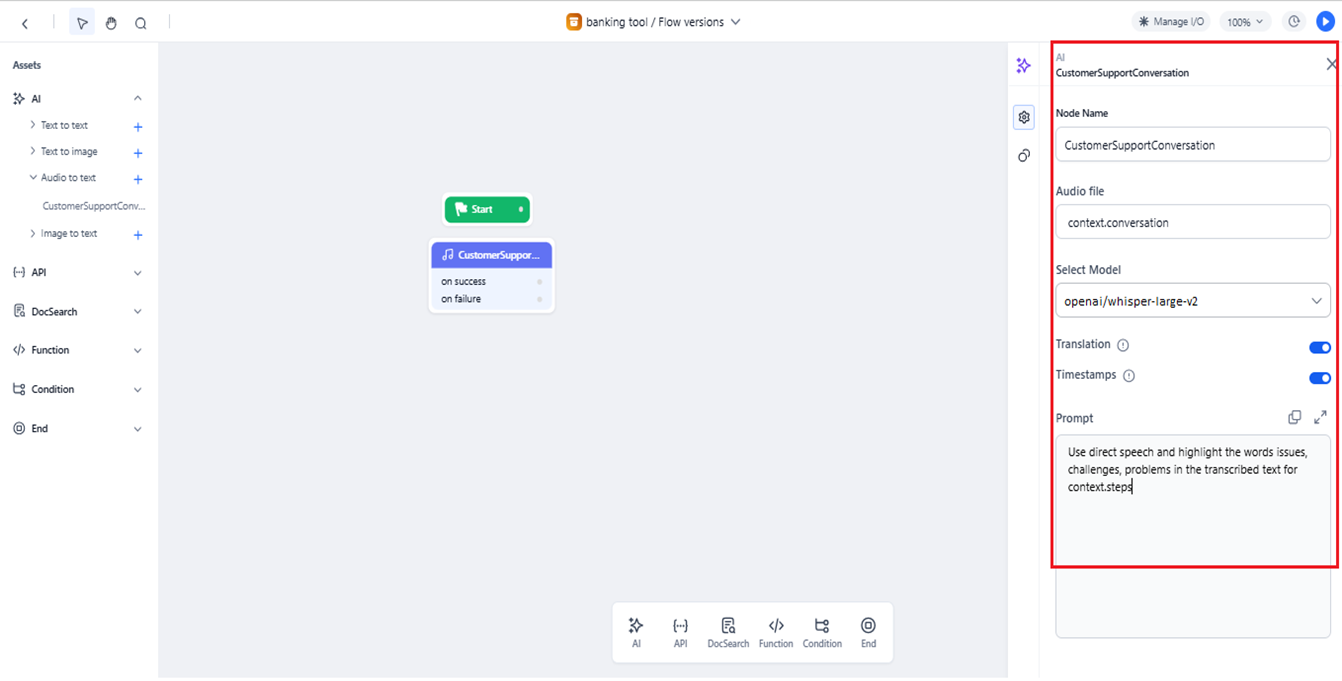 banking tool / Flow versions
Manage I/O
100%
Assets
AI
Text to text
Text to image
Audio to text
CustomerSupportConv...
Image to text
API
DocSearch
Function
Condition
End
Start
CustomerSuppor...
on success
on failure
AI
API
DocSearch
Function
Condition
End
AI
CustomerSupportConversation
Node Name
CustomerSupportConversation
Audio file
context.conversation
Select Model
openai/whisper-large-v2
Translation
Timestamps
Prompt
Use direct speech and highlight the words issues,
challenges, problems in the transcribed text for
context.steps